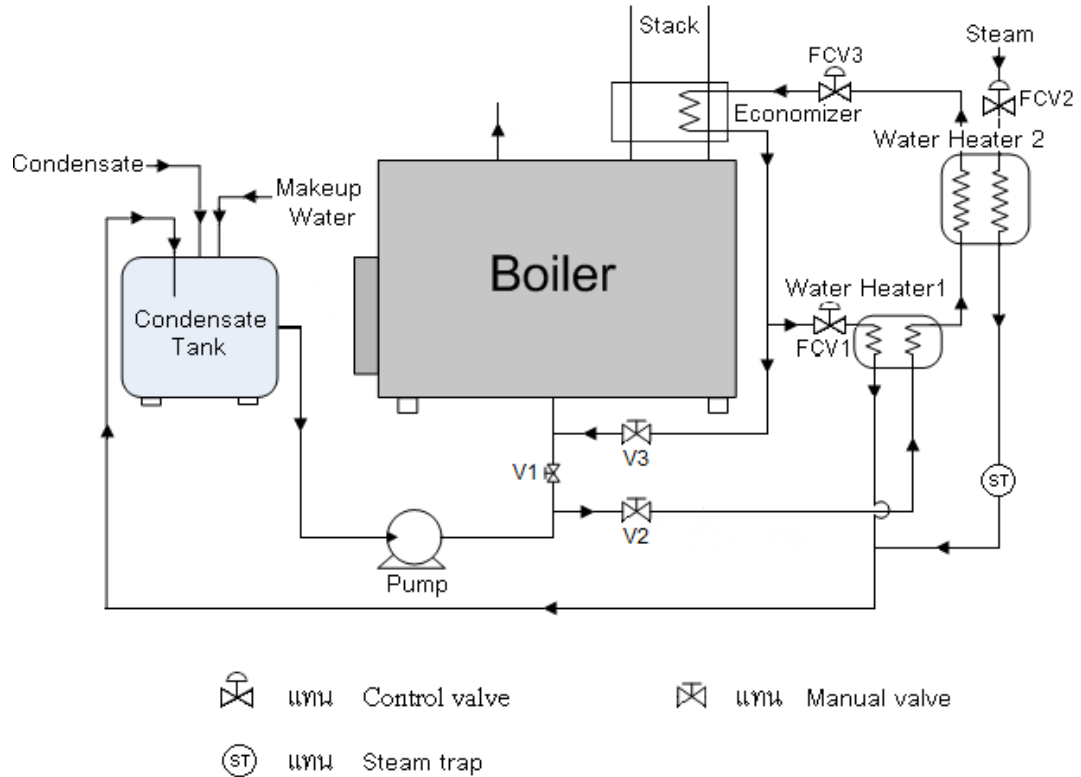 Stack
Steam
FCV3
FCV2
Economizer
Water Heater 2
Condensate
Makeup
Water
Boiler
Condensate
Tank
Water Heater1
FCV1
V3
V1
V2
ST
Pump
แทน Control valve
แทน Manual valve
ST แทน Steam trap